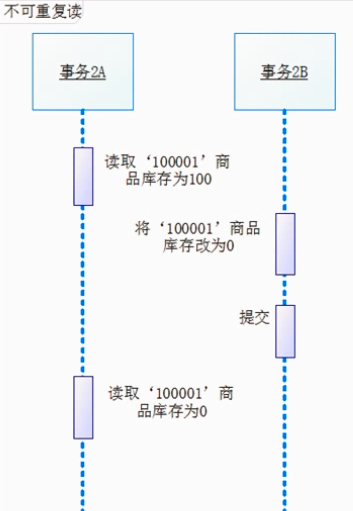 不可重复读
事务2A
事务2B
读取‘100001’商
品库存为100
将‘100001’商品
库存改为0
提交
读取‘100001’商
品库存为0